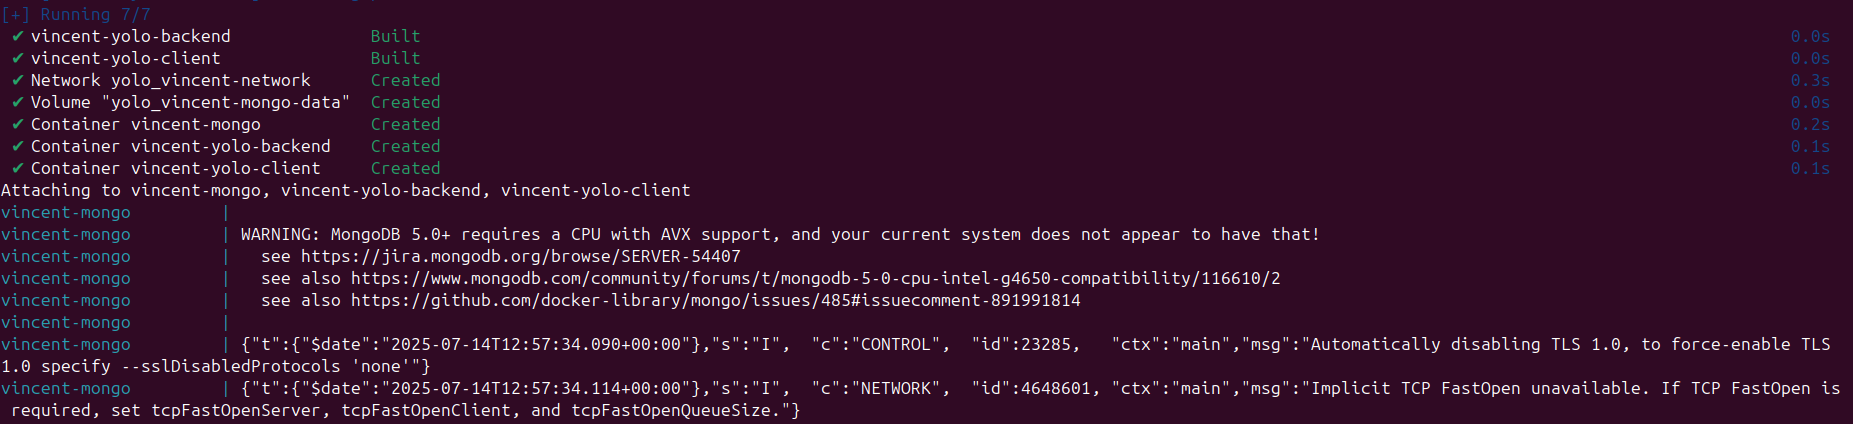 [+] Running 7/7
✔ vincent-yolo-backend Built 0.0s
✔ vincent-yolo-client Built 0.0s
✔ Network yolo_vincent-network Created 0.3s
✔ Volume "yolo_vincent-mongo-data" Created 0.0s
✔ Container vincent-mongo Created 0.2s
✔ Container vincent-yolo-backend Created 0.1s
✔ Container vincent-yolo-client Created 0.1s
Attaching to vincent-mongo, vincent-yolo-backend, vincent-yolo-client
vincent-mongo |
vincent-mongo | WARNING: MongoDB 5.0+ requires a CPU with AVX support, and your current system does not appear to have that!
vincent-mongo | see https://jira.mongodb.org/browse/SERVER-54407
vincent-mongo | see also https://www.mongodb.com/community/forums/t/mongodb-5-0-cpu-intel-g4650-compatibility/116610/2
vincent-mongo | see also https://github.com/docker-library/mongo/issues/485#issuecomment-891991814
vincent-mongo |
vincent-mongo | {"t":{"$date":"2025-07-14T12:57:34.090+00:00"},"s":"I", "c":"CONTROL", "id":23285, "ctx":"main","msg":"Automatically disabling TLS 1.0, to force-enable TLS
1.0 specify --sslDisabledProtocols 'none'"}
vincent-mongo | {"t":{"$date":"2025-07-14T12:57:34.114+00:00"},"s":"I", "c":"NETWORK", "id":4648601, "ctx":"main","msg":"Implicit TCP FastOpen unavailable. If TCP FastOpen is
required, set tcpFastOpenServer, tcpFastOpenClient, and tcpFastOpenQueueSize."}